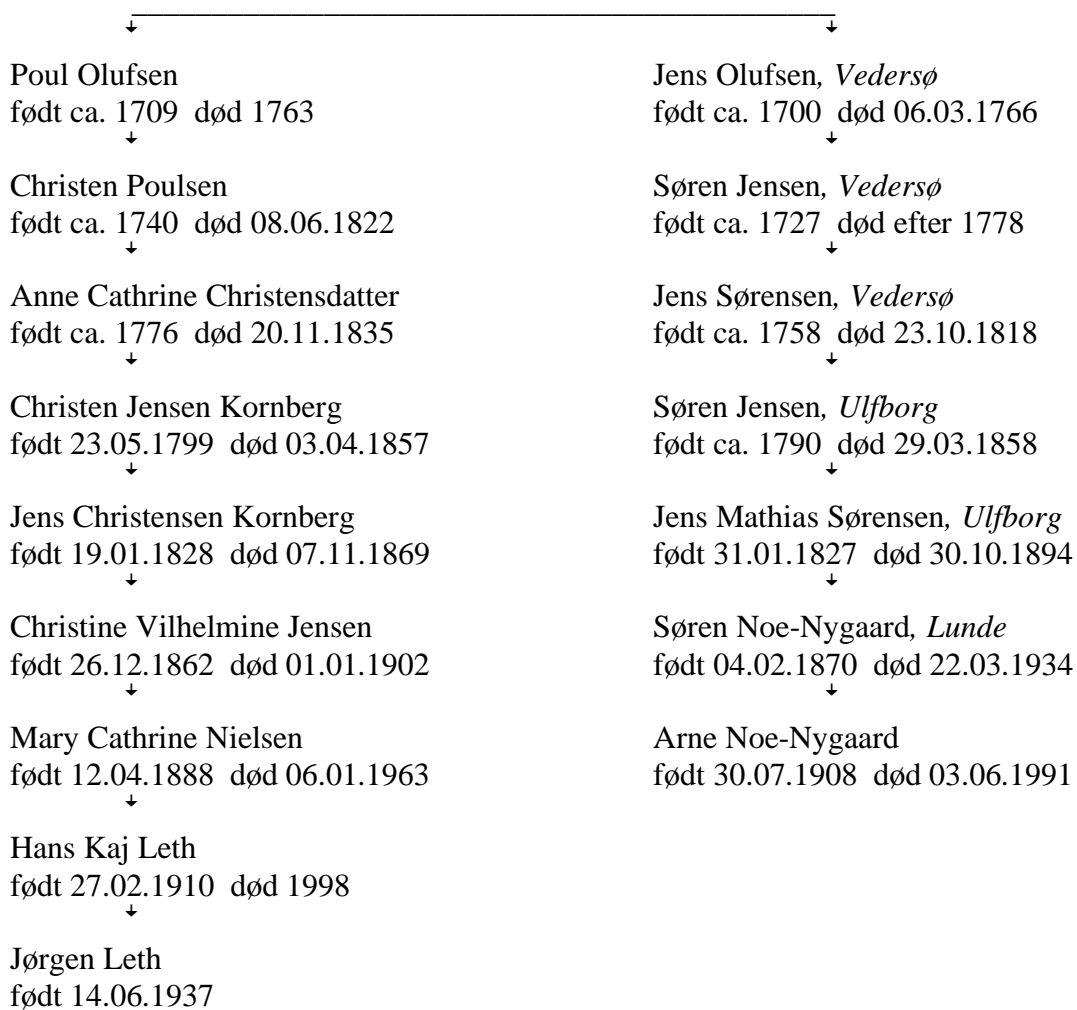 Poul Olufsen
født ca. 1709 død 1763
Christen Poulsen
født ca. 1740 død 08.06.1822
Anne Cathrine Christensdatter
født ca. 1776 død 20.11.1835
Christen Jensen Kornberg
født 23.05.1799 død 03.04.1857
Jens Christensen Kornberg
født 19.01.1828 død 07.11.1869
Christine Vilhelmine Jensen
født 26.12.1862 død 01.01.1902
Mary Cathrine Nielsen
født 12.04.1888 død 06.01.1963
Hans Kaj Leth
født 27.02.1910 død 1998
Jørgen Leth
født 14.06.1937
Jens Olufsen, Vedersø
født ca. 1700 død 06.03.1766
Søren Jensen, Vedersø
født ca. 1727 død efter 1778
Jens Sørensen, Vedersø
født ca. 1758 død 23.10.1818
Søren Jensen, Ulfborg
født ca. 1790 død 29.03.1858
Jens Mathias Sørensen, Ulfborg
født 31.01.1827 død 30.10.1894
Søren Noe-Nygaard, Lunde
født 04.02.1870 død 22.03.1934
Arne Noe-Nygaard
født 30.07.1908 død 03.06.1991